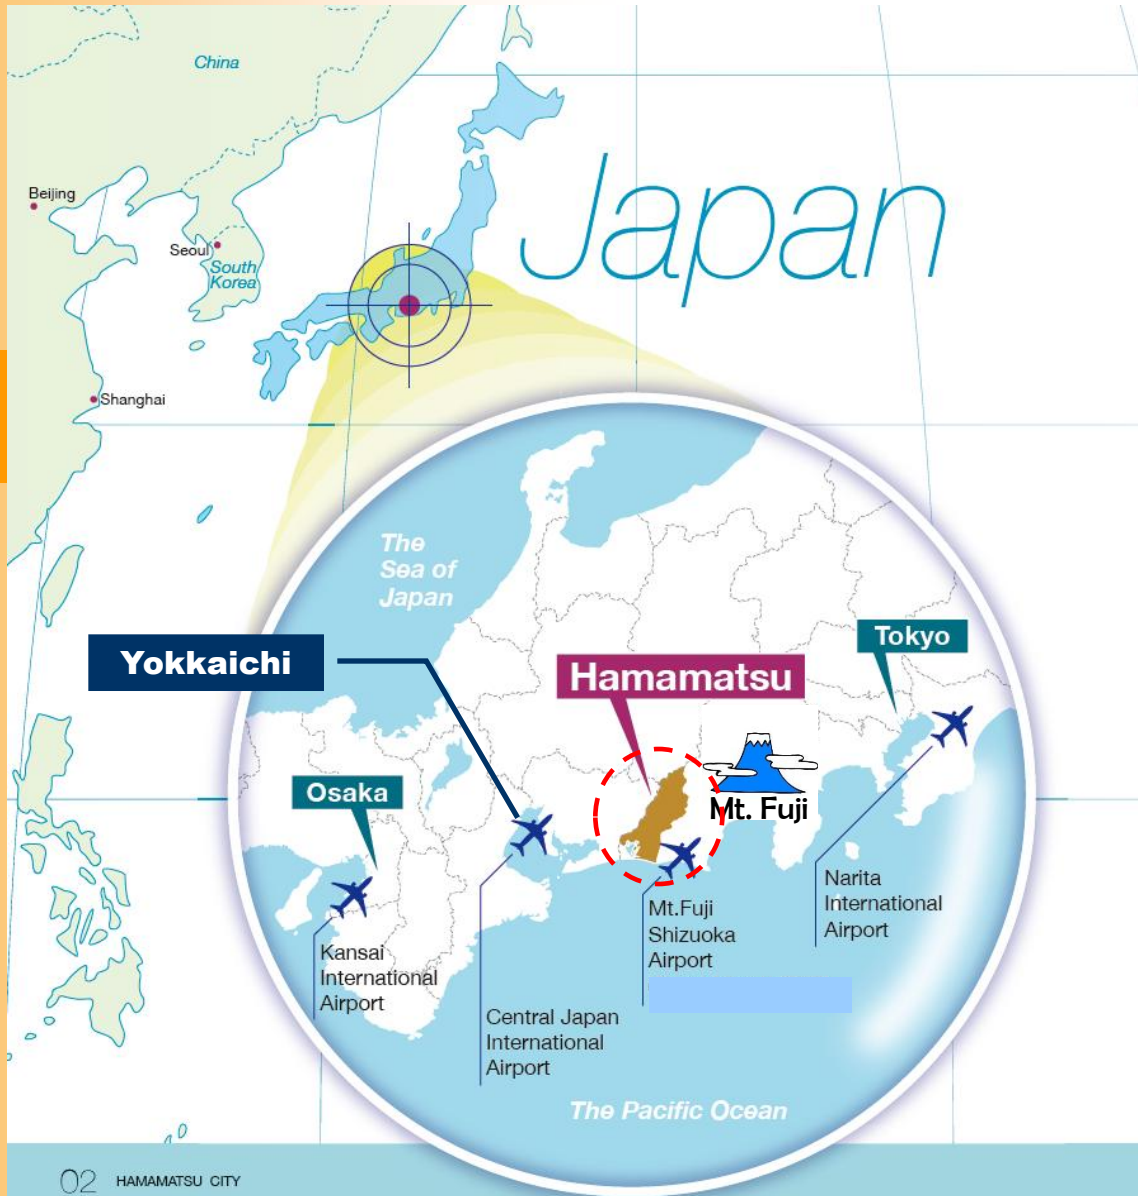 China
Japan
Beijing
Seoul
South
Korea
Shanghai
The
Sea of
Japan
Yokkaichi
Tokyo
Hamamatsu
Osaka
Mt. Fuji
Kansai
International
Airport
Central Japan
International
Airport
Mt.Fuji
Shizuoka
Airport
Narita
International
Airport
The Pacific Ocean
02 HAMAMATSU CITY